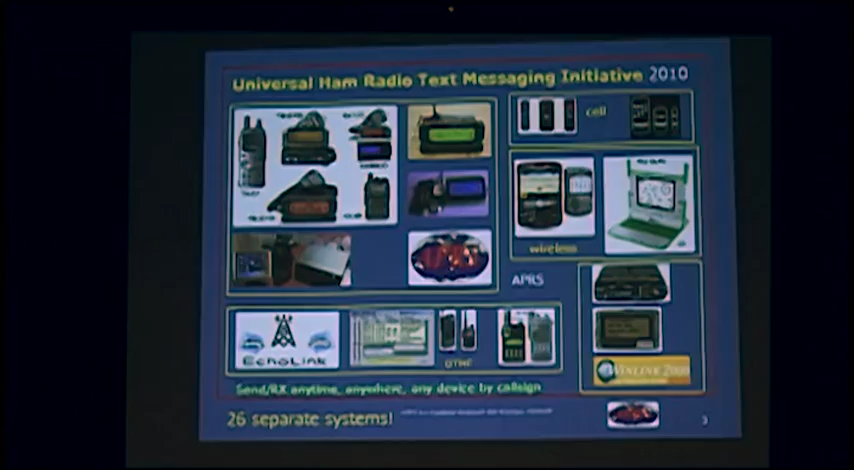 Universal Ham Radio Text Messaging Initiative 2010
cell
wireless
APRS
EchoLink
DTMF
WINLINK 2000
Send/RX anytime, anywhere, any device by callsign
26 separate systems!
3